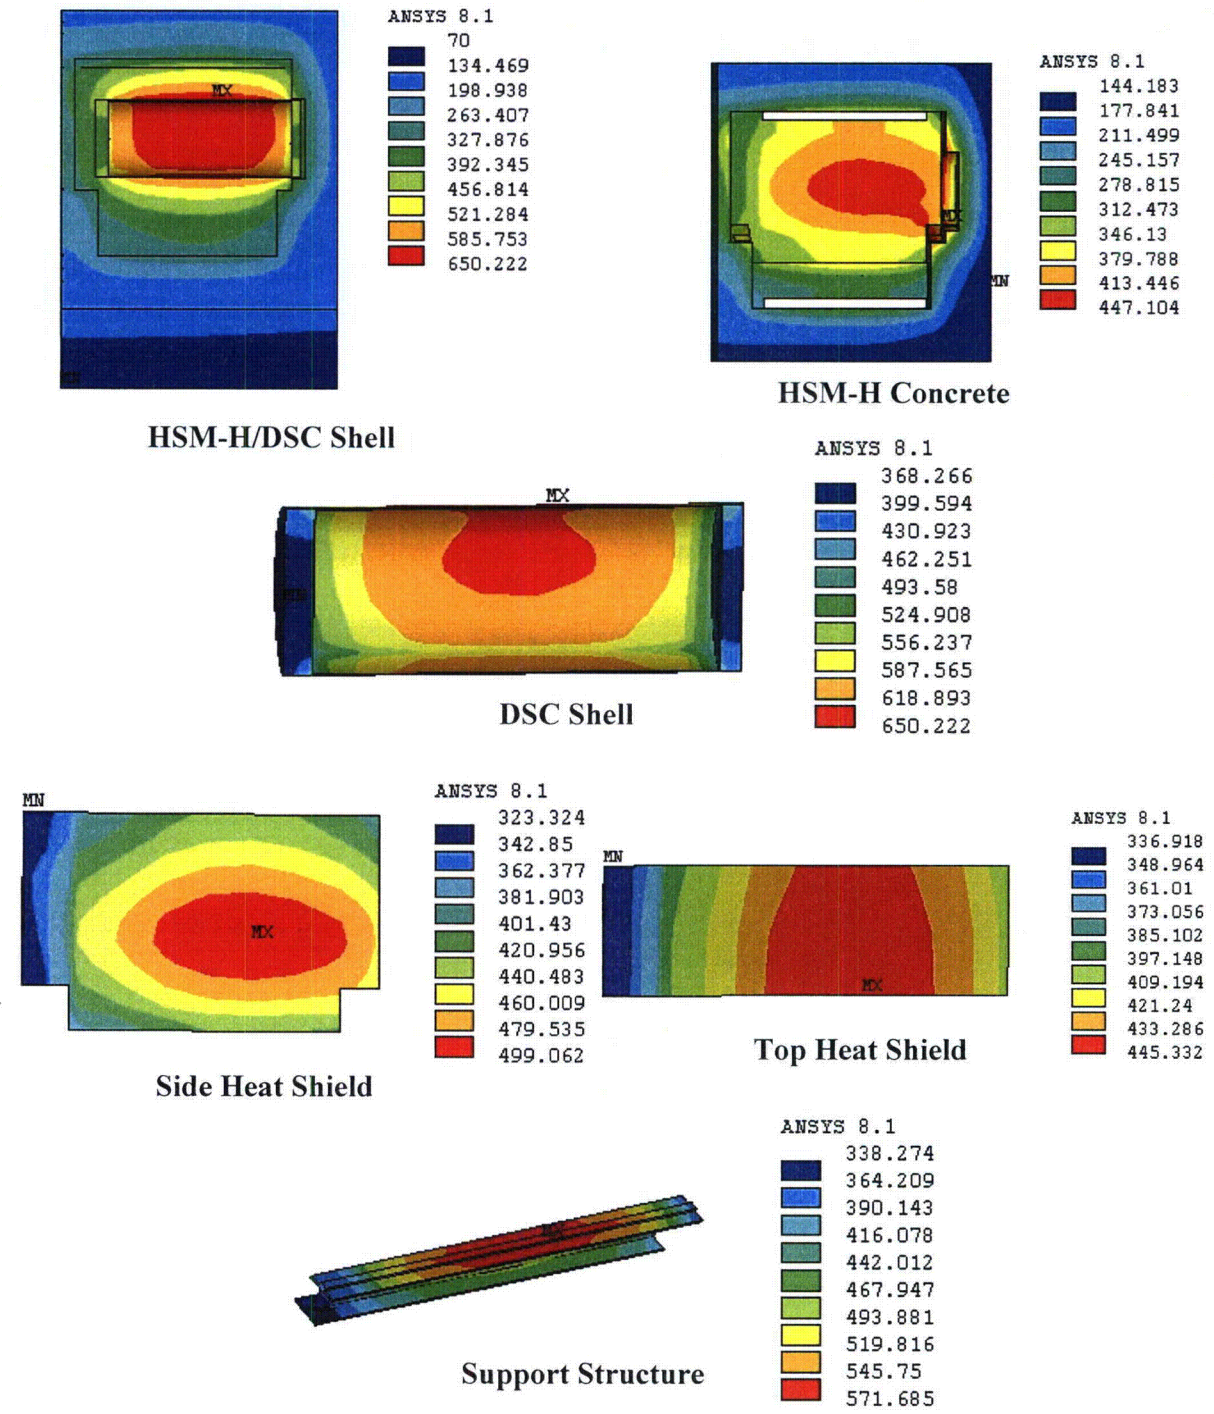 ANSYS 8.1
70
134.469
198.938
263.407
327.876
392.345
456.814
521.284
585.753
650.222
MX
MN
HSM-H/DSC Shell
ANSYS 8.1
144.183
177.841
211.499
245.157
278.815
312.473
346.13
379.788
413.446
447.104
MX
MN
HSM-H Concrete
ANSYS 8.1
368.266
399.594
430.923
462.251
493.58
524.908
556.237
587.565
618.893
650.222
MX
MN
DSC Shell
ANSYS 8.1
323.324
342.85
362.377
381.903
401.43
420.956
440.483
460.009
479.535
499.062
MN
MX
Side Heat Shield
ANSYS 8.1
336.918
348.964
361.01
373.056
385.102
397.148
409.194
421.24
433.286
445.332
MN
MX
Top Heat Shield
ANSYS 8.1
338.274
364.209
390.143
416.078
442.012
467.947
493.881
519.816
545.75
571.685
Support Structure